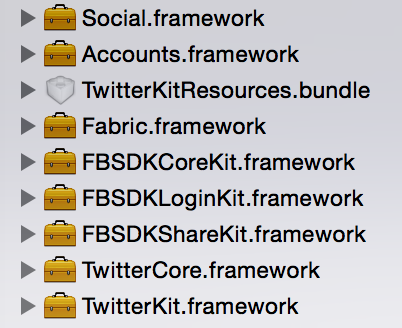 Social.framework
Accounts.framework
TwitterKitResources.bundle
Fabric.framework
FBSDKCoreKit.framework
FBSDKLoginKit.framework
FBSDKShareKit.framework
TwitterCore.framework
TwitterKit.framework